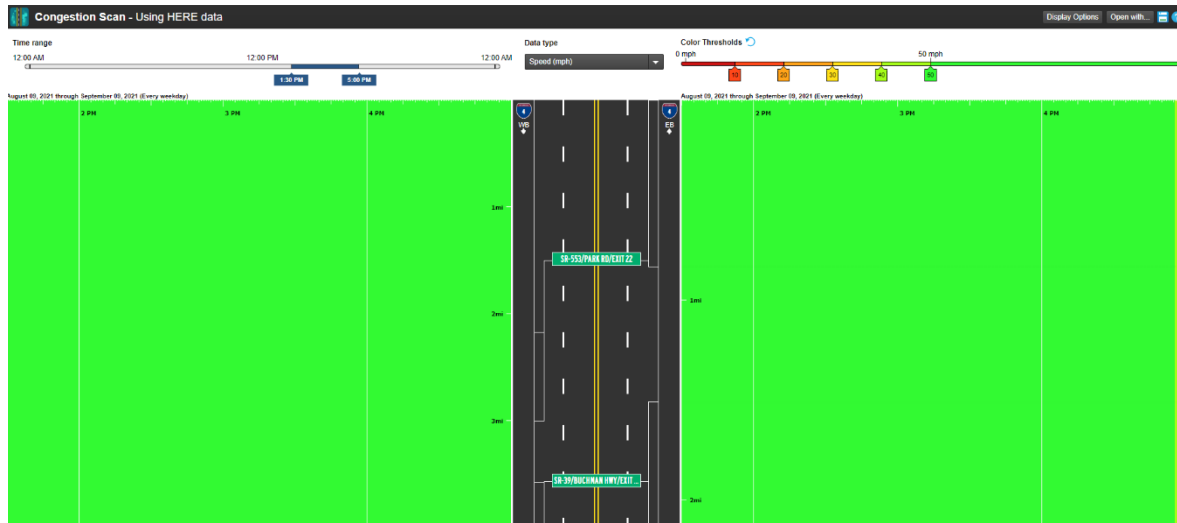 Congestion Scan - Using HERE data
Display Options
Open with...
Time range
12:00 AM
12:00 PM
12:00 AM
1:30 PM
5:00 PM
Data type
Speed (mph)
Color Thresholds
0 mph
50 mph
10
20
30
40
50
August 09, 2021 through September 09, 2021 (Every weekday)
2 PM
3 PM
4 PM
1mi
2mi
3mi
4
WB
4
EB
SR-553/PARK RD/EXIT 22
SR-39/BUCHMAN HWY/EXIT ...
August 09, 2021 through September 09, 2021 (Every weekday)
2 PM
3 PM
4 PM
1mi
2mi